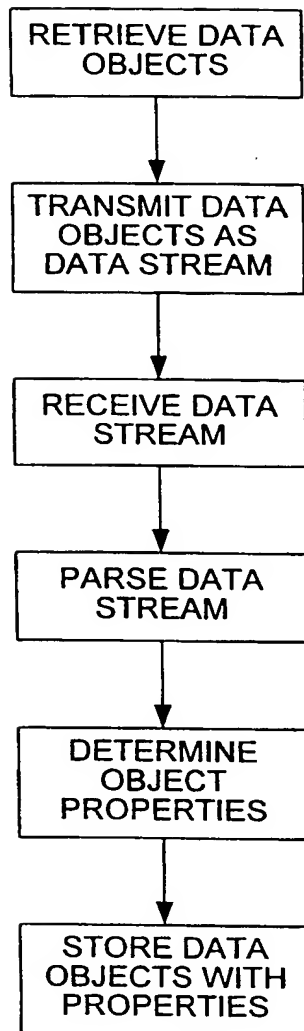 RETRIEVE DATA
OBJECTS
TRANSMIT DATA
OBJECTS AS
DATA STREAM
RECEIVE DATA
STREAM
PARSE DATA
STREAM
DETERMINE
OBJECT
PROPERTIES
STORE DATA
OBJECTS WITH
PROPERTIES